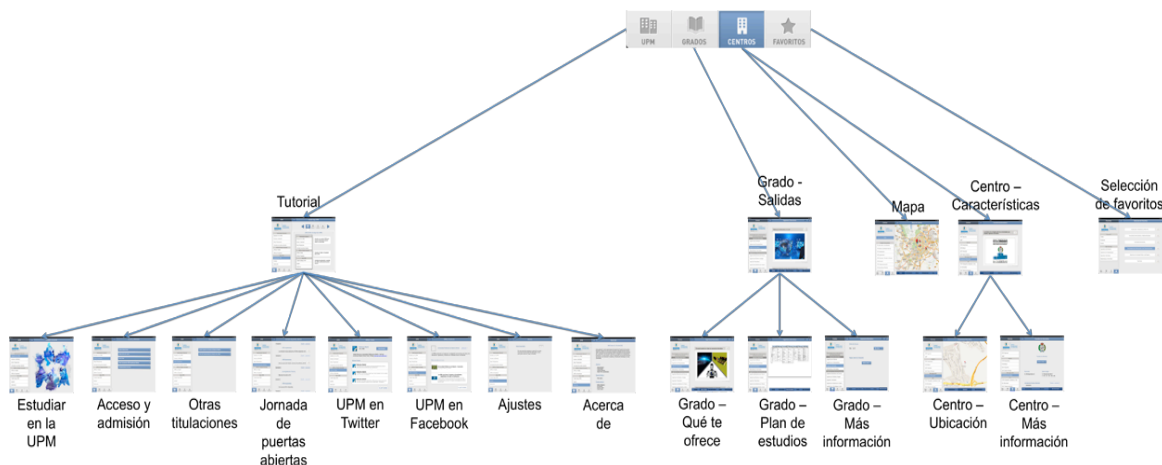 UPM
GRADOS
CENTROS
FAVORITOS
Tutorial
Grado -
Salidas
Mapa
Centro –
Características
Selección
de favoritos
Estudiar
en la
UPM
Acceso y
admisión
Otras
titulaciones
Jornada
de
puertas
abiertas
UPM en
Twitter
UPM en
Facebook
Ajustes
Acerca
de
Grado –
Qué te
ofrece
Grado –
Plan de
estudios
Grado –
Más
información
Centro –
Ubicación
Centro –
Más
información